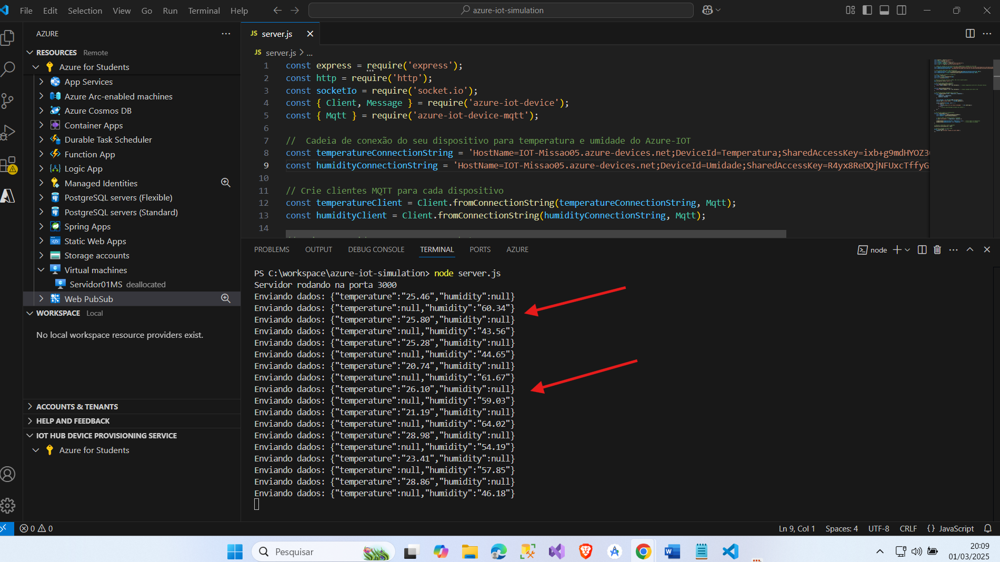 File Edit Selection View Go Run Terminal Help
azure-iot-simulation
AZURE
RESOURCES Remote
Azure for Students
App Services
Azure Arc-enabled machines
Azure Cosmos DB
Container Apps
Durable Task Scheduler
Function App
Logic App
Managed Identities
PostgreSQL servers (Flexible)
PostgreSQL servers (Standard)
Spring Apps
Static Web Apps
Storage accounts
Virtual machines
Servidor01MS deallocated
Web PubSub
WORKSPACE Local
No local workspace resource providers exist.
ACCOUNTS & TENANTS
HELP AND FEEDBACK
IOT HUB DEVICE PROVISIONING SERVICE
Azure for Students
JS server.js
JS server.js > ...
1 const express = require('express');
2 const http = require('http');
3 const socketIo = require('socket.io');
4 const { Client, Message } = require('azure-iot-device');
5 const { Mqtt } = require('azure-iot-device-mqtt');
6
7 // Cadeia de conexão do seu dispositivo para temperatura e umidade do Azure-IOT
8 const temperatureConnectionString = 'HostName=IOT-Missao05.azure-devices.net;DeviceId=Temperatura;SharedAccessKey=ixb+g9mdHYOZ3
9 const humidityConnectionString = 'HostName=IOT-Missao05.azure-devices.net;DeviceId=Umidade;SharedAccessKey=R4yx8ReDQjNFUxcTffyG
10
11 // Crie clientes MQTT para cada dispositivo
12 const temperatureClient = Client.fromConnectionString(temperatureConnectionString, Mqtt);
13 const humidityClient = Client.fromConnectionString(humidityConnectionString, Mqtt);
14
PROBLEMS OUTPUT DEBUG CONSOLE TERMINAL PORTS AZURE
node
PS C:\workspace\azure-iot-simulation> node server.js
Servidor rodando na porta 3000
Enviando dados: {"temperature":"25.46","humidity":null}
Enviando dados: {"temperature":null,"humidity":"60.34"}
Enviando dados: {"temperature":"25.80","humidity":null}
Enviando dados: {"temperature":null,"humidity":"43.56"}
Enviando dados: {"temperature":"25.28","humidity":null}
Enviando dados: {"temperature":null,"humidity":"44.65"}
Enviando dados: {"temperature":"20.74","humidity":null}
Enviando dados: {"temperature":null,"humidity":"61.67"}
Enviando dados: {"temperature":"26.10","humidity":null}
Enviando dados: {"temperature":null,"humidity":"59.03"}
Enviando dados: {"temperature":"21.19","humidity":null}
Enviando dados: {"temperature":null,"humidity":"64.02"}
Enviando dados: {"temperature":"28.98","humidity":null}
Enviando dados: {"temperature":null,"humidity":"54.19"}
Enviando dados: {"temperature":"23.41","humidity":null}
Enviando dados: {"temperature":null,"humidity":"57.85"}
Enviando dados: {"temperature":"28.86","humidity":null}
Enviando dados: {"temperature":null,"humidity":"46.18"}
0 0
Ln 9, Col 1 Spaces: 4 UTF-8 CRLF {} JavaScript
Pesquisar
20:09
01/03/2025